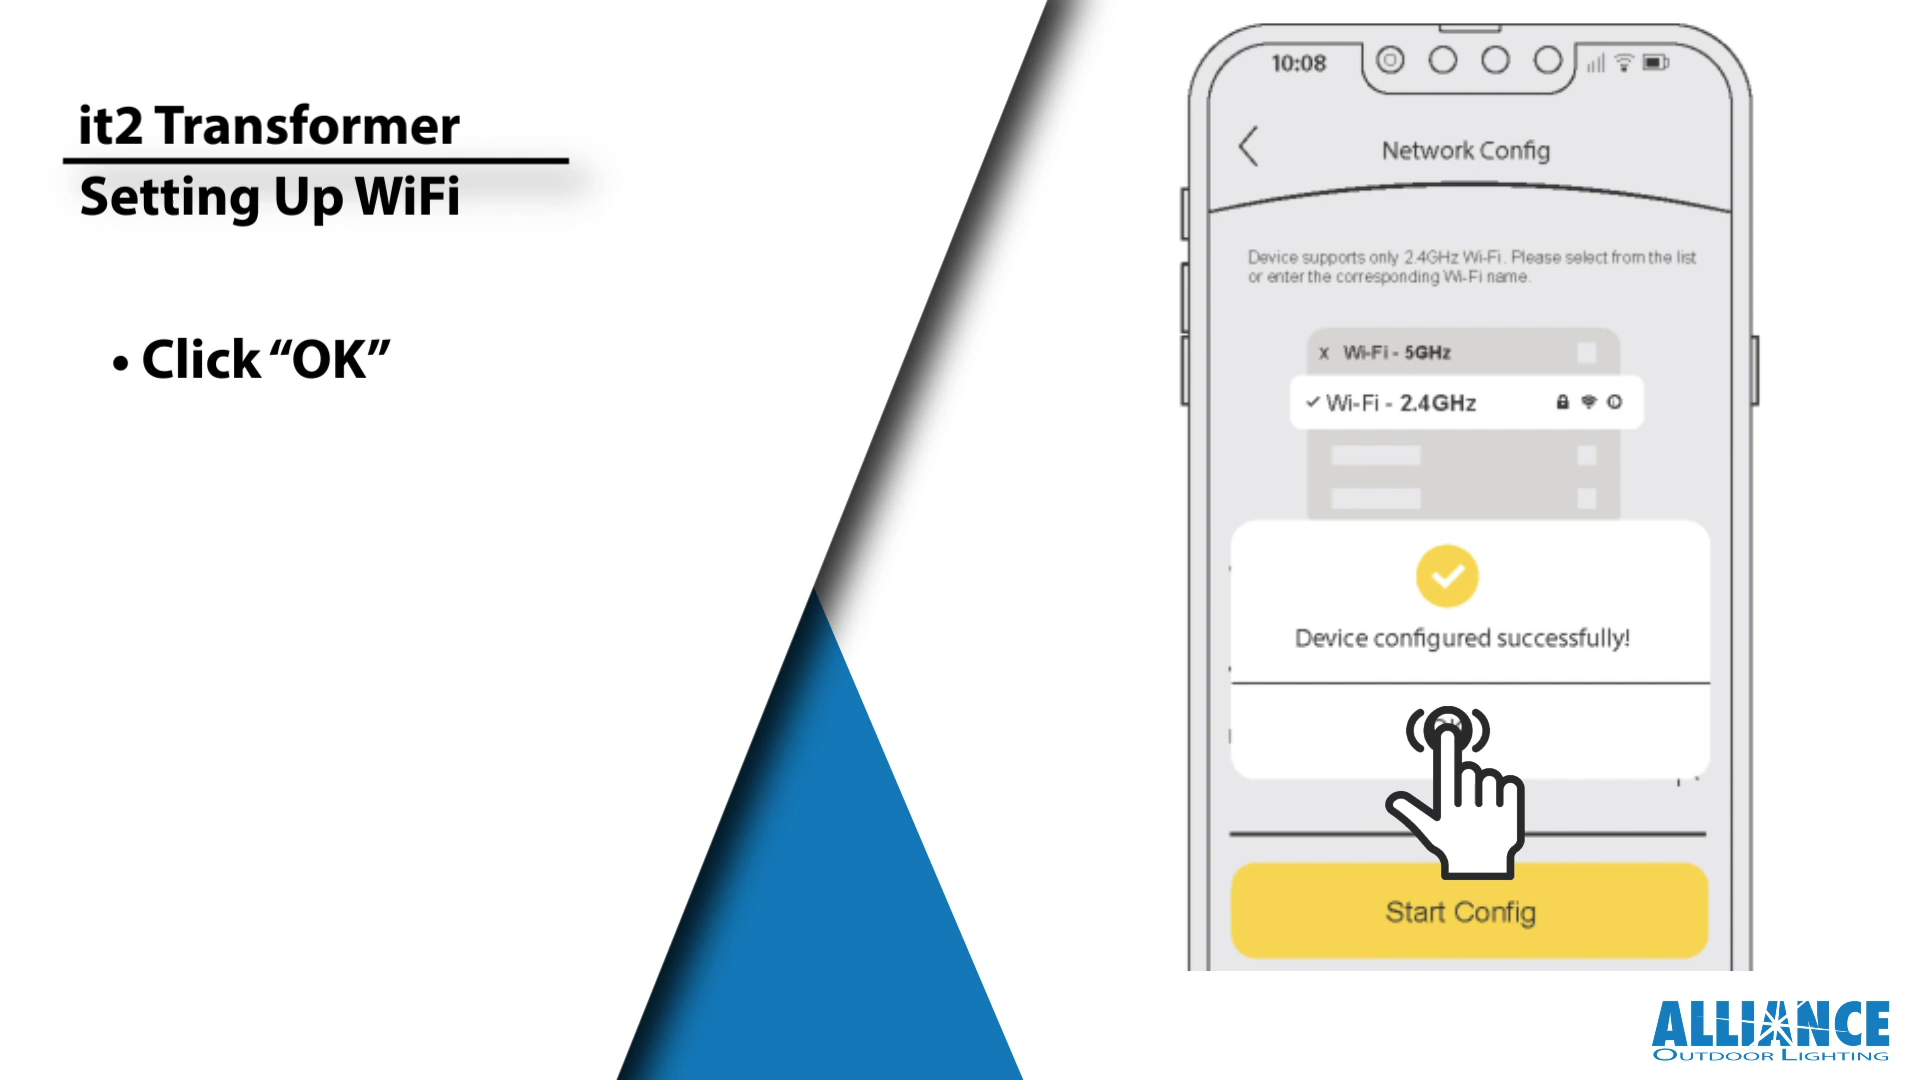 it2 Transformer
Setting Up WiFi
• Click “OK”
10:08
Network Config
Device supports only 2.4GHz Wi-Fi. Please select from the list
or enter the corresponding Wi-Fi name.
x Wi-Fi - 5GHz
Wi-Fi - 2.4GHz
Device configured successfully!
Start Config
ALLIANCE
OUTDOOR LIGHTING